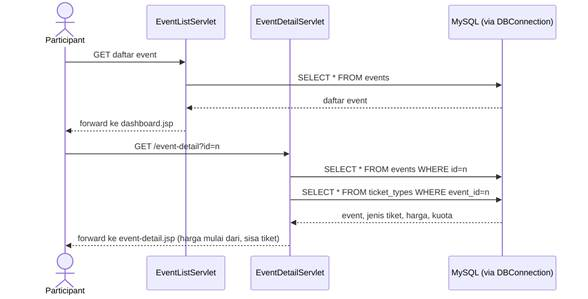 Participant
EventListServlet
EventDetailServlet
MySQL (via DBConnection)
GET daftar event
SELECT * FROM events
daftar event
forward ke dashboard.jsp
GET /event-detail?id=n
SELECT * FROM events WHERE id=n
SELECT * FROM ticket_types WHERE event_id=n
event, jenis tiket, harga, kuota
forward ke event-detail.jsp (harga mulai dari, sisa tiket)
Participant
EventListServlet
EventDetailServlet
MySQL (via DBConnection)